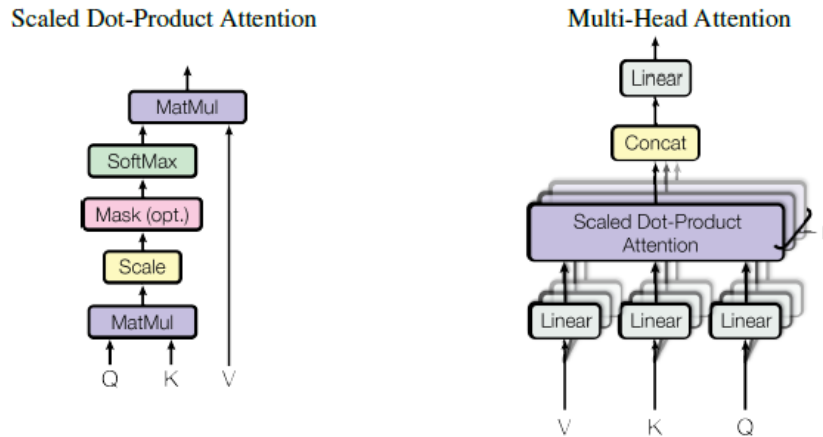 Scaled Dot-Product Attention
MatMul
SoftMax
Mask (opt.)
Scale
MatMul
Q K V
Multi-Head Attention
Linear
Concat
Scaled Dot-Product
Attention
Linear Linear Linear
V K Q